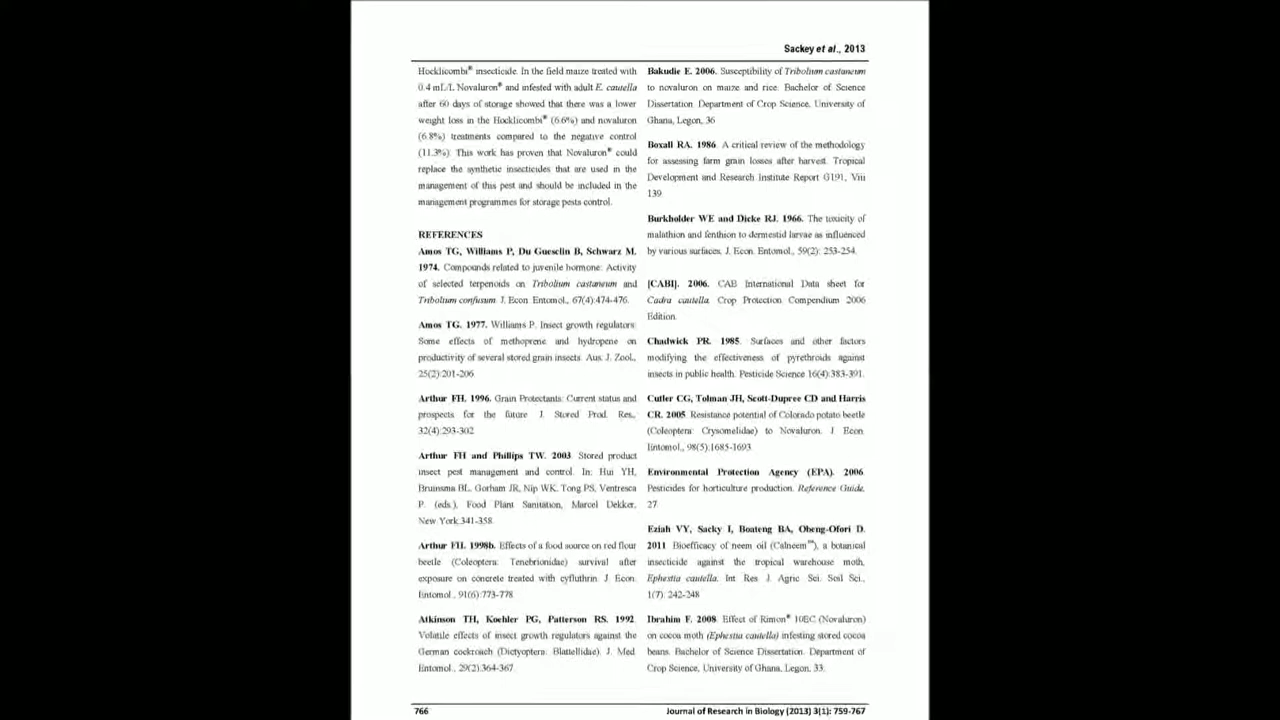 Sackey et al., 2013
Hocklicombi® insecticide. In the field maize treated with
0.4 mL/L Novaluron® and infested with adult E. cautella
after 60 days of storage showed that there was a lower
weight loss in the Hocklicombi® (6.6%) and novaluron
(6.8%) treatments compared to the negative control
(11.3%). This work has proven that Novaluron® could
replace the synthetic insecticides that are used in the
management of this pest and should be included in the
management programmes for storage pests control.
REFERENCES
Amos TG, Williams P, Du Guesclin B, Schwarz M.
1974. Compounds related to juvenile hormone: Activity
of selected terpenoids on Tribolium castaneum and
Tribolium confusum. J. Econ Entomol., 67(4):474-476.
Amos TG. 1977. Williams P. Insect growth regulators:
Some effects of methoprene and hydropene on
productivity of several stored grain insects. Aus. J. Zool.,
25(2):201-206
Arthur FH. 1996. Grain Protectants: Current status and
prospects for the future J. Stored Prod. Res.,
32(4):293-302
Arthur FH and Phillips TW. 2003. Stored product
insect pest management and control. In: Hui YH,
Bruinsma BL, Gorham JR, Nip WK, Tong PS, Ventresca
P. (eds.), Food Plant Sanitation, Marcel Dekker,
New York:341-358.
Arthur FH. 1998b. Effects of a food source on red flour
beetle (Coleoptera: Tenebrionidae) survival after
exposure on concrete treated with cyfluthrin J. Econ.
Entomol., 91(6):773-778
Atkinson TH, Koehler PG, Patterson RS. 1992.
Volatile effects of insect growth regulators against the
German cockroach (Dictyoptera: Blattellidae). J. Med.
Entomol., 29(2):364-367.
Bakudie E. 2006. Susceptibility of Tribolium castaneum
to novaluron on maize and rice. Bachelor of Science
Dissertation Department of Crop Science, University of
Ghana, Legon, 36
Boxall RA. 1986. A critical review of the methodology
for assessing farm grain losses after harvest. Tropical
Development and Research Institute Report G191, Viii
139
Burkholder WE and Dicke RJ. 1966. The toxicity of
malathion and fenthion to dermestid larvae as influenced
by various surfaces, J. Econ. Entomol., 59(2): 253-254.
[CABI]. 2006. CAB International Data sheet for
Cadra cautella. Crop Protection Compendium 2006
Edition.
Chadwick PR. 1985. Surfaces and other factors
modifying the effectiveness of pyrethroids against
insects in public health. Pesticide Science 16(4):383-391.
Cutler CG, Tolman JH, Scott-Dupree CD and Harris
CR. 2005. Resistance potential of Colorado potato beetle
(Coleoptera: Crysomelidae) to Novaluron. J. Econ.
Entomol., 98(5):1685-1693.
Environmental Protection Agency (EPA). 2006.
Pesticides for horticulture production. Reference Guide,
27
Eziah VY, Sacky I, Boateng BA, Obeng-Ofori D.
2011. Bioefficacy of neem oil (Calneem™), a botanical
insecticide against the tropical warehouse moth,
Ephestia cautella. Int Res J. Agric Sci. Soil Sci.,
1(7): 242-248
Ibrahim F. 2008. Effect of Rimon® 10EC (Novaluron)
on cocoa moth (Ephestia cautella) infesting stored cocoa
beans. Bachelor of Science Dissertation. Department of
Crop Science, University of Ghana, Legon. 33.
766
Journal of Research in Biology (2013) 3(1): 759-767